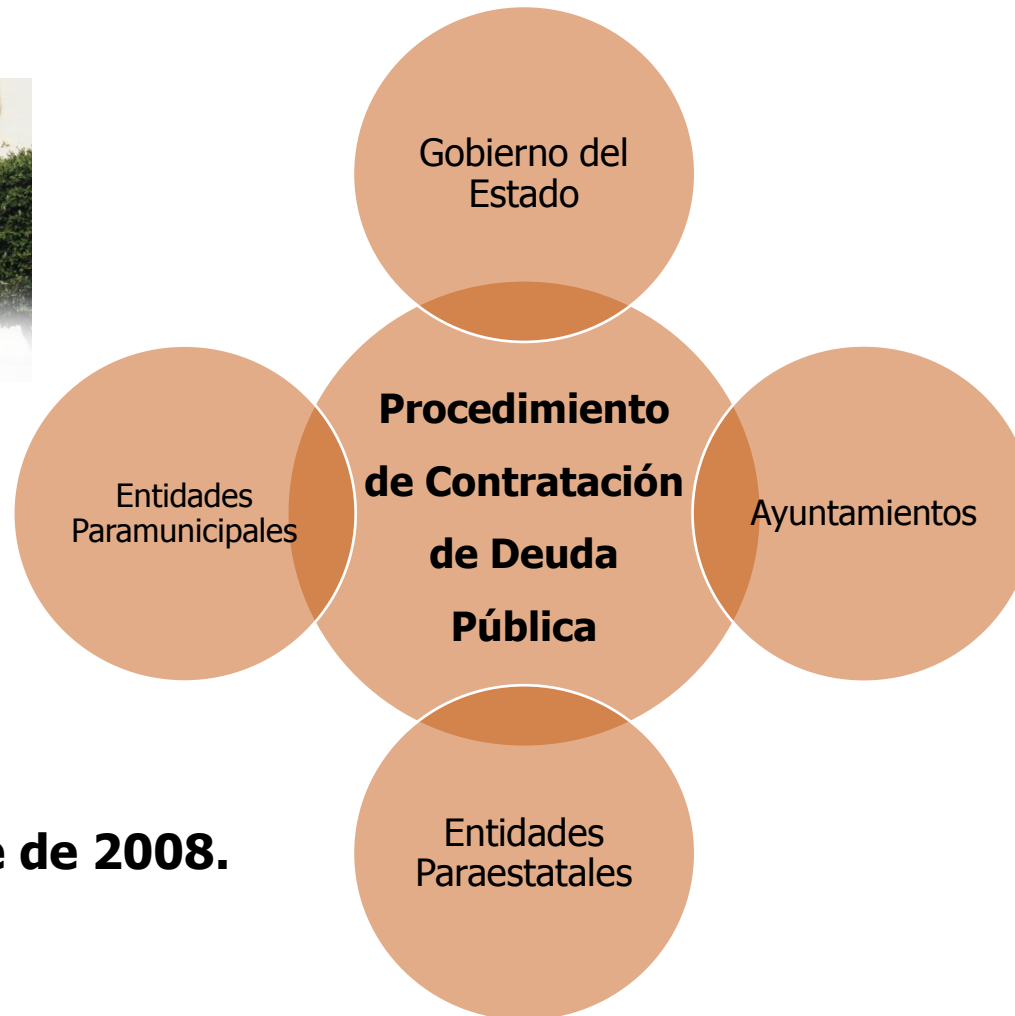 Gobierno del
Estado
Procedimiento
de Contratación
de Deuda
Pública
Entidades
Paramunicipales
Ayuntamientos
Entidades
Paraestatales
de 2008.